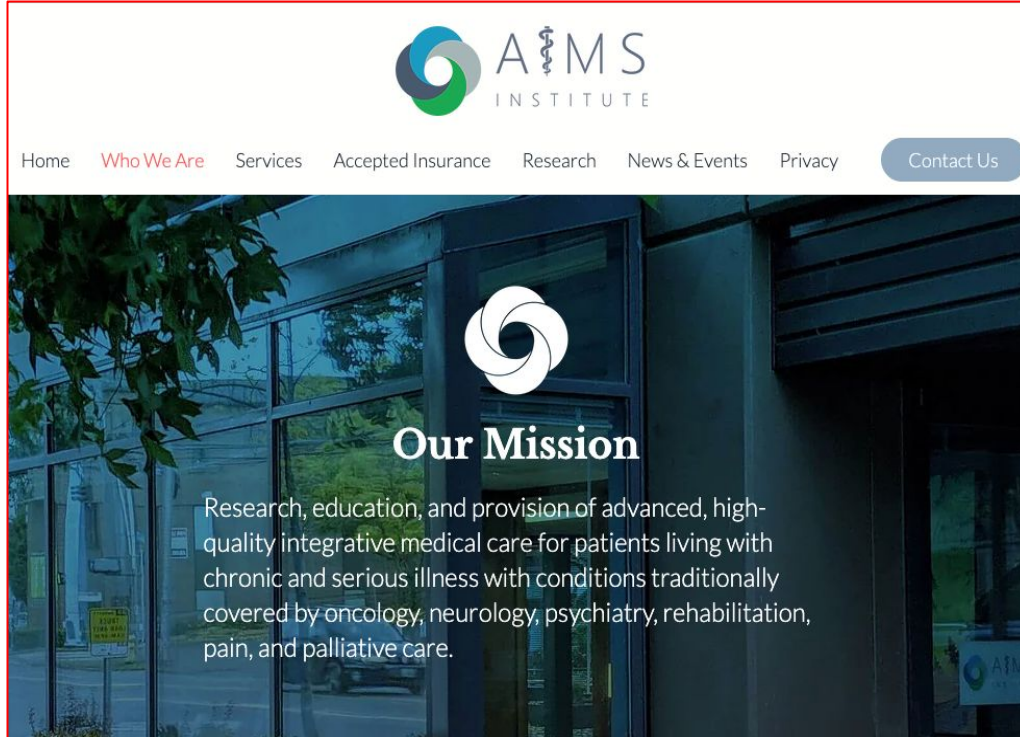 AIMS
INSTITUTE
Home Who We Are Services Accepted Insurance Research News & Events Privacy Contact Us
Our Mission
Research, education, and provision of advanced, high-
quality integrative medical care for patients living with
chronic and serious illness with conditions traditionally
covered by oncology, neurology, psychiatry, rehabilitation,
pain, and palliative care.